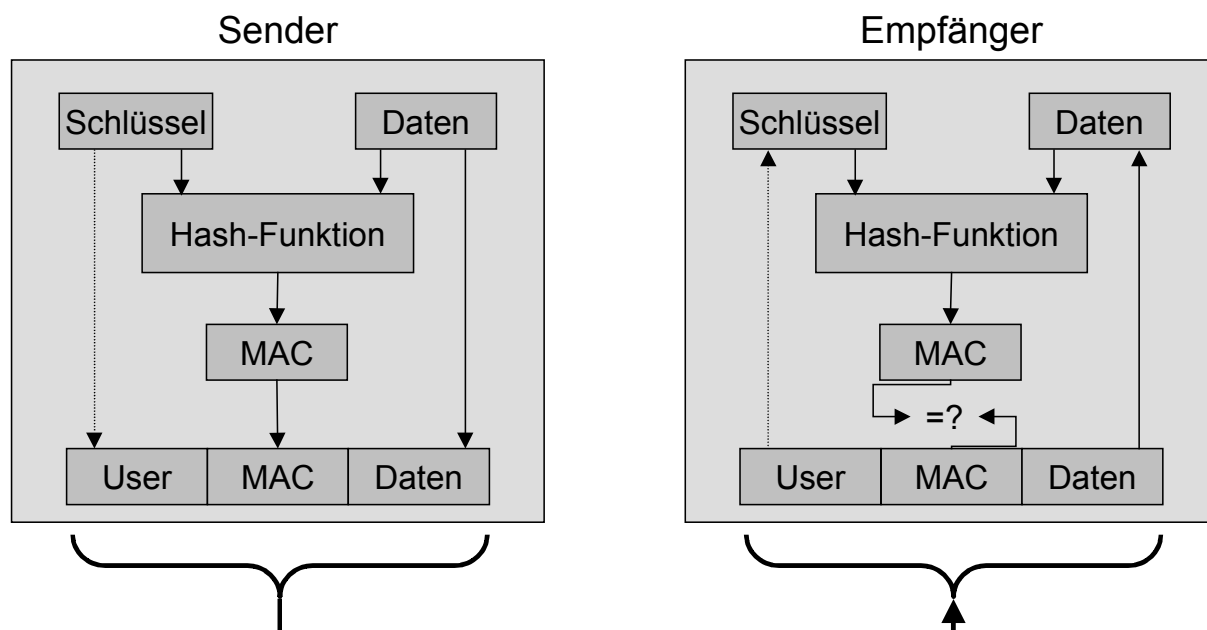 Sender
Schlüssel
Daten
Hash-Funktion
MAC
User
MAC
Daten
Empfänger
Schlüssel
Daten
Hash-Funktion
MAC
=?
User
MAC
Daten